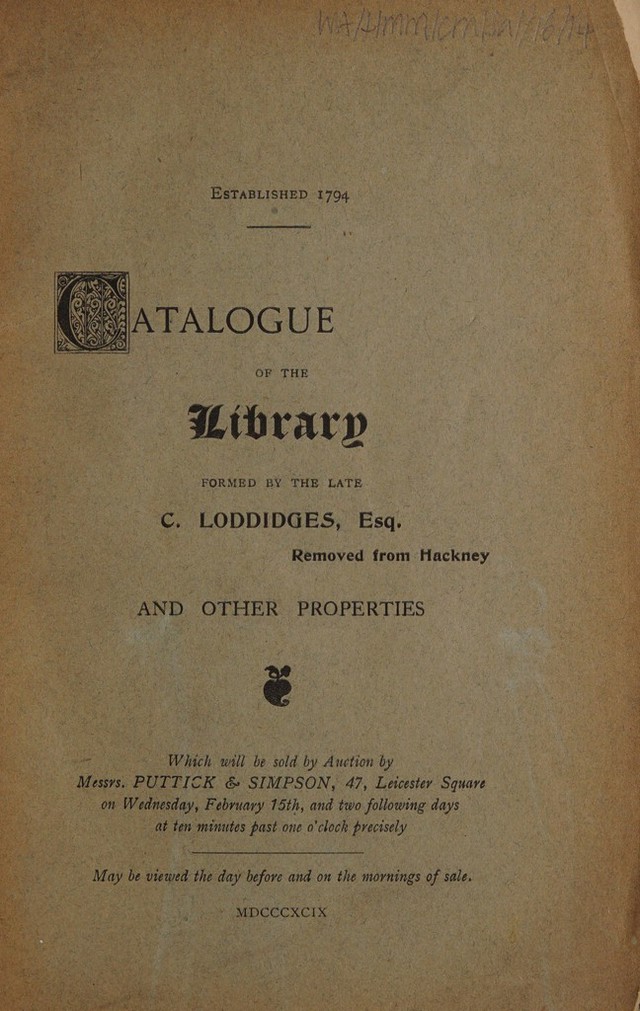 ESTABLISHED 1794
CATALOGUE
OF THE
Library
FORMED BY THE LATE
C. LODDIDGES, Esq.
Removed from Hackney
AND OTHER PROPERTIES
Which will be sold by Auction by
Messrs. PUTTICK & SIMPSON, 47, Leicester Square
on Wednesday, February 15th, and two following days
at ten minutes past one o'clock precisely
May be viewed the day before and on the mornings of sale.
MDCCCXCIX